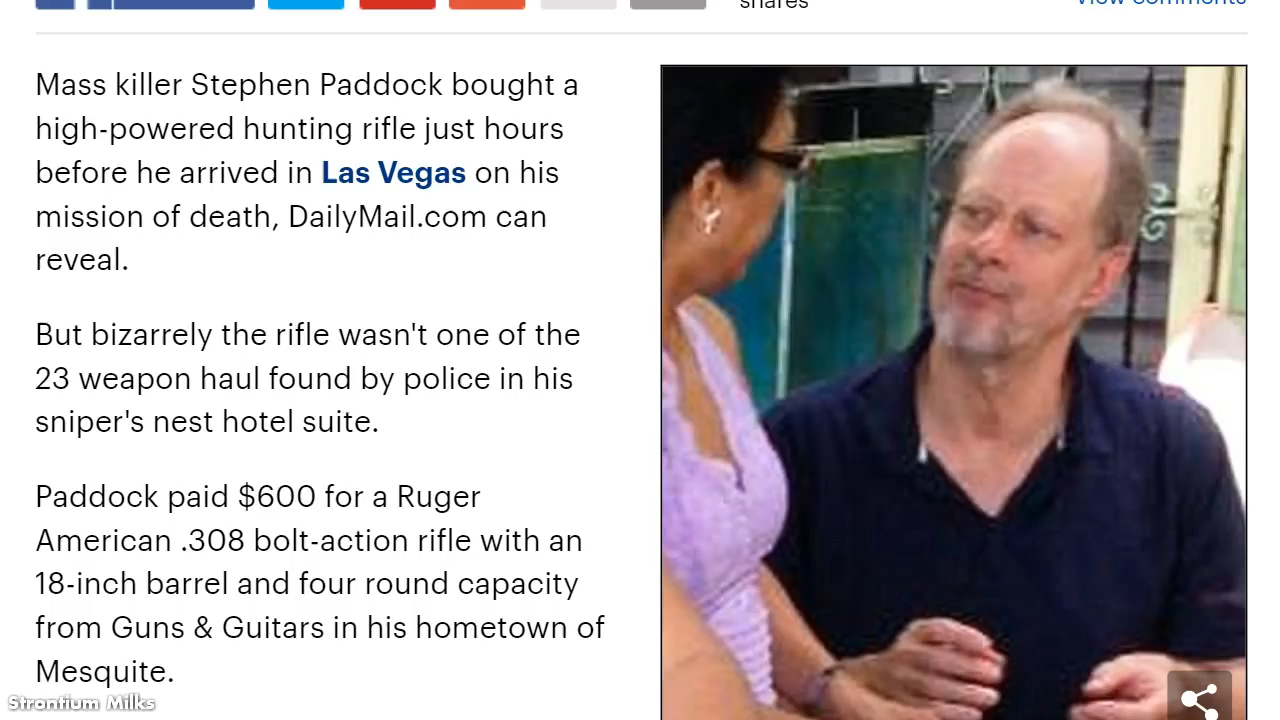 shares
View comments
Mass killer Stephen Paddock bought a
high-powered hunting rifle just hours
before he arrived in Las Vegas on his
mission of death, DailyMail.com can
reveal.
But bizarrely the rifle wasn't one of the
23 weapon haul found by police in his
sniper's nest hotel suite.
Paddock paid $600 for a Ruger
American .308 bolt-action rifle with an
18-inch barrel and four round capacity
from Guns & Guitars in his hometown of
Mesquite.
Strontium Milks